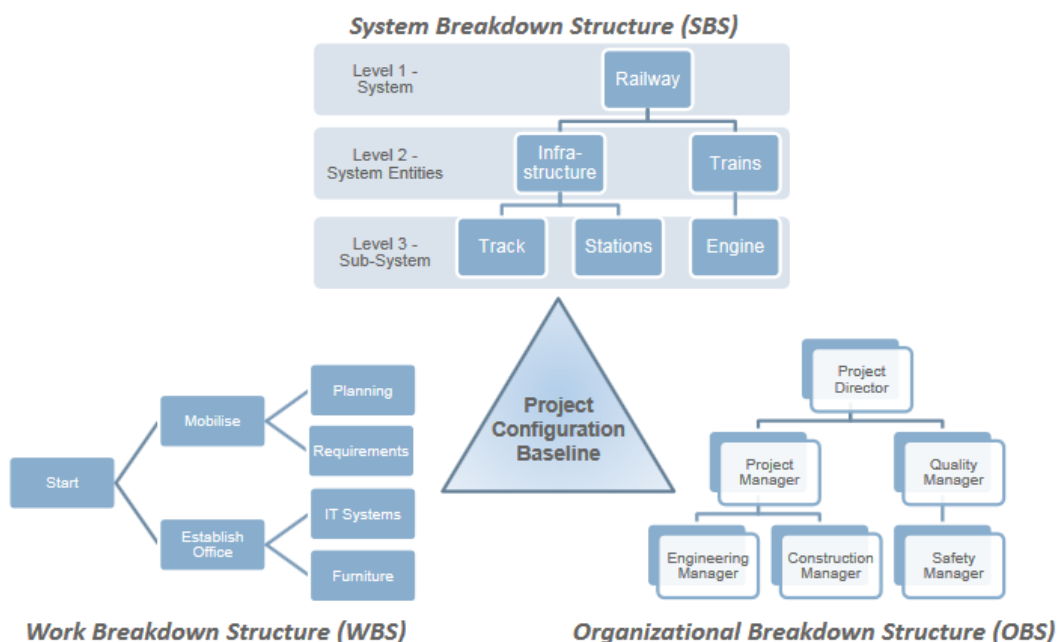 System Breakdown Structure (SBS)
Level 1 -
System
Railway
Level 2 -
System Entities
Infra-
structure
Trains
Level 3 -
Sub-System
Track
Stations
Engine
Project
Configuration
Baseline
Start
Mobilise
Establish
Office
Planning
Requirements
IT Systems
Furniture
Work Breakdown Structure (WBS)
Project
Director
Project
Manager
Quality
Manager
Engineering
Manager
Construction
Manager
Safety
Manager
Organizational Breakdown Structure (OBS)